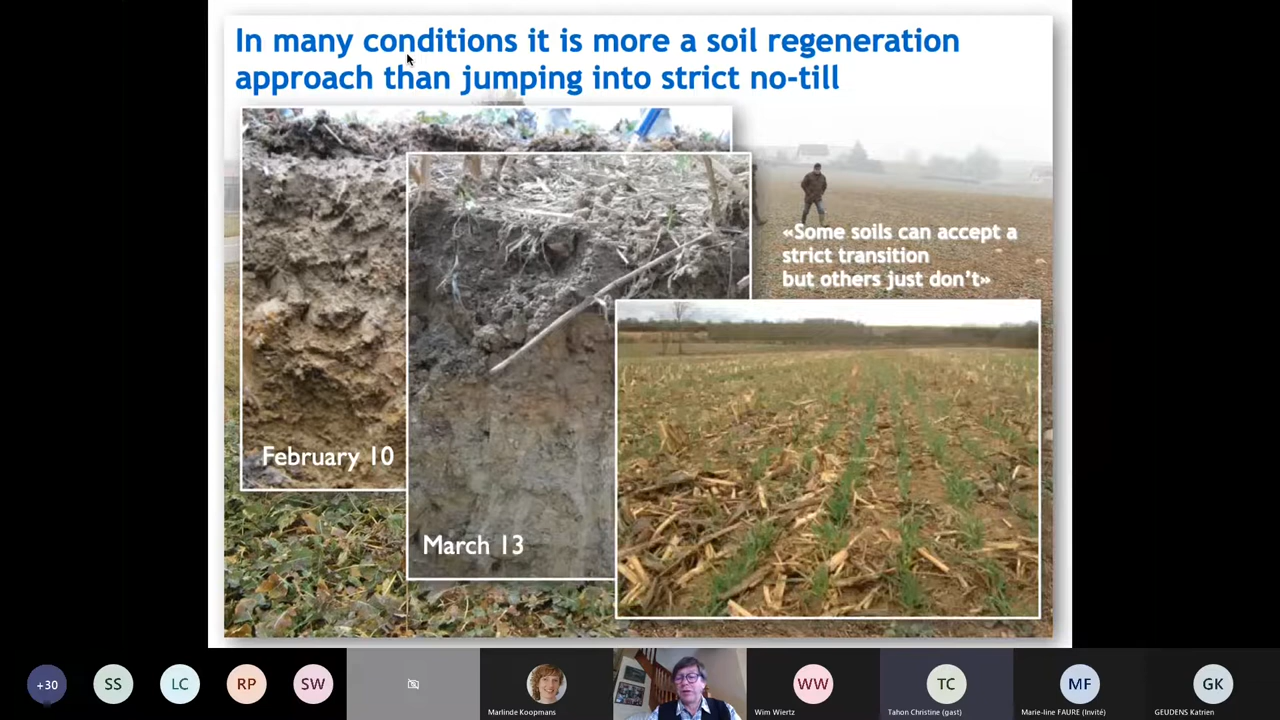 In many conditions it is more a soil regeneration
approach than jumping into strict no-till
«Some soils can accept a
strict transition
but others just don't»
February 10
March 13
+30
SS
LC
RP
SW
Marlinde Koopmans
WW
Wim Wiertz
TC
Tahon Christine (gast)
MF
Marie-line FAURE (Invité)
GK
GEUDENS Katrien